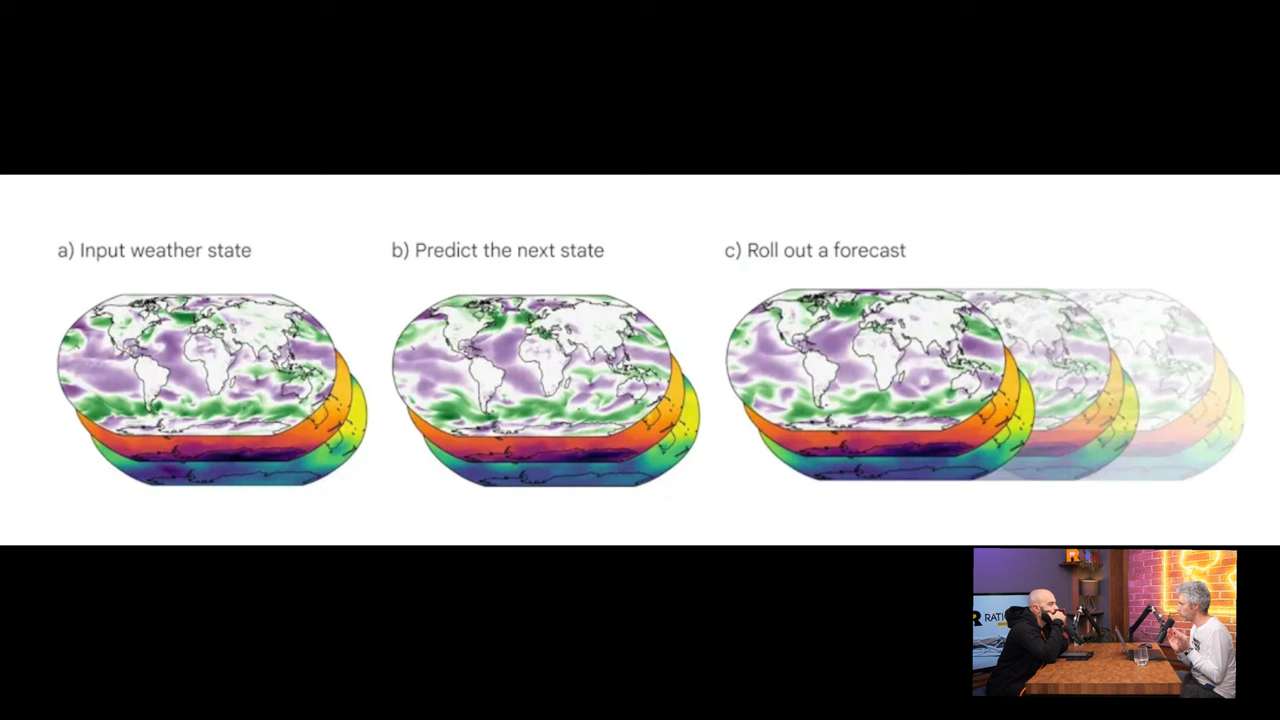 a) Input weather state
b) Predict the next state
c) Roll out a forecast